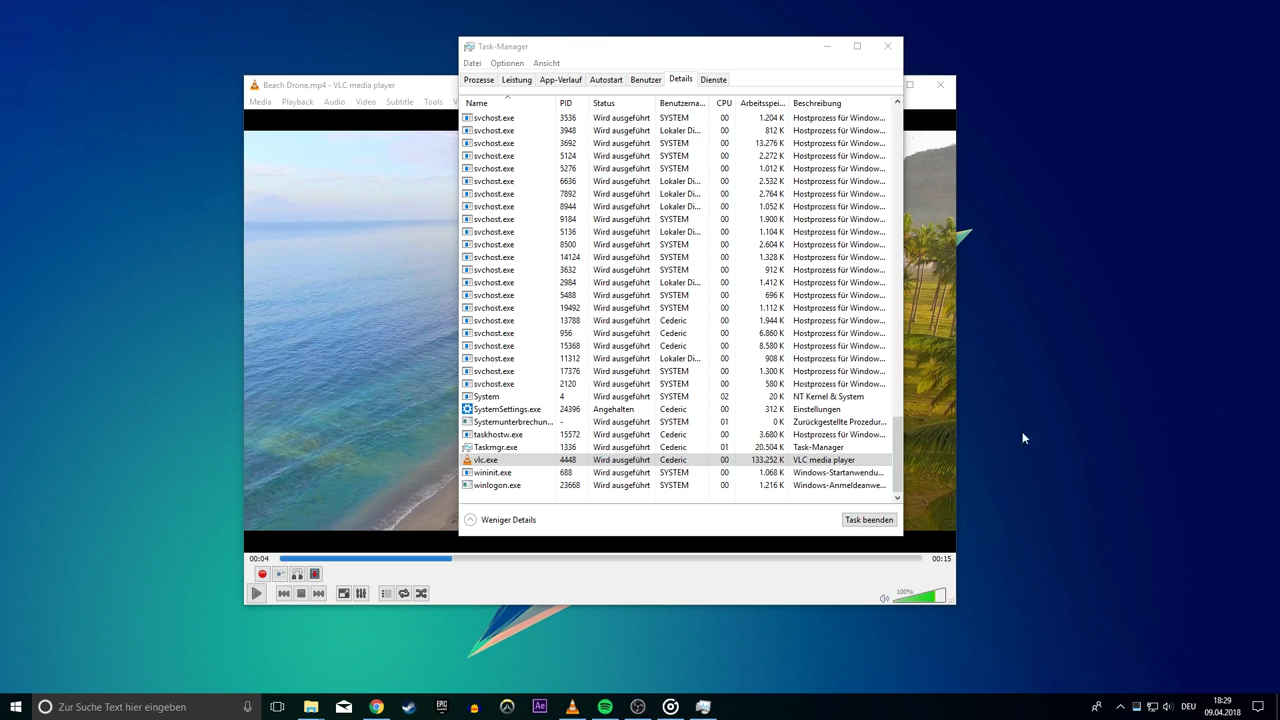 Task-Manager
Datei Optionen Ansicht
Prozesse Leistung App-Verlauf Autostart Benutzer Details Dienste
Name PID Status Benutzerna... CPU Arbeitsspei... Beschreibung
svchost.exe 3536 Wird ausgeführt SYSTEM 00 1.204 K Hostprozess für Window...
svchost.exe 3948 Wird ausgeführt Lokaler Di... 00 812 K Hostprozess für Window...
svchost.exe 3692 Wird ausgeführt SYSTEM 00 13.276 K Hostprozess für Window...
svchost.exe 5124 Wird ausgeführt SYSTEM 00 2.272 K Hostprozess für Window...
svchost.exe 5276 Wird ausgeführt SYSTEM 00 1.012 K Hostprozess für Window...
svchost.exe 6636 Wird ausgeführt Lokaler Di... 00 2.532 K Hostprozess für Window...
svchost.exe 7892 Wird ausgeführt Lokaler Di... 00 2.764 K Hostprozess für Window...
svchost.exe 8944 Wird ausgeführt Lokaler Di... 00 1.052 K Hostprozess für Window...
svchost.exe 9184 Wird ausgeführt SYSTEM 00 1.900 K Hostprozess für Window...
svchost.exe 5136 Wird ausgeführt Lokaler Di... 00 1.104 K Hostprozess für Window...
svchost.exe 8500 Wird ausgeführt SYSTEM 00 2.604 K Hostprozess für Window...
svchost.exe 14124 Wird ausgeführt SYSTEM 00 1.328 K Hostprozess für Window...
svchost.exe 3632 Wird ausgeführt SYSTEM 00 912 K Hostprozess für Window...
svchost.exe 2984 Wird ausgeführt Lokaler Di... 00 1.412 K Hostprozess für Window...
svchost.exe 5488 Wird ausgeführt SYSTEM 00 696 K Hostprozess für Window...
svchost.exe 19492 Wird ausgeführt SYSTEM 00 1.112 K Hostprozess für Window...
svchost.exe 13788 Wird ausgeführt Cederic 00 1.944 K Hostprozess für Window...
svchost.exe 956 Wird ausgeführt Cederic 00 6.860 K Hostprozess für Window...
svchost.exe 15368 Wird ausgeführt Cederic 00 8.580 K Hostprozess für Window...
svchost.exe 11312 Wird ausgeführt Lokaler Di... 00 908 K Hostprozess für Window...
svchost.exe 17376 Wird ausgeführt SYSTEM 00 1.300 K Hostprozess für Window...
svchost.exe 2120 Wird ausgeführt SYSTEM 00 580 K Hostprozess für Window...
System 4 Wird ausgeführt SYSTEM 02 20 K NT Kernel & System
SystemSettings.exe 24396 Angehalten Cederic 00 312 K Einstellungen
Systemunterbrechun... - Wird ausgeführt SYSTEM 01 0 K Zurückgestellte Prozedur...
taskhostw.exe 15572 Wird ausgeführt Cederic 00 3.680 K Hostprozess für Window...
Taskmgr.exe 1336 Wird ausgeführt Cederic 01 20.504 K Task-Manager
vlc.exe 4448 Wird ausgeführt Cederic 00 133.252 K VLC media player
wininit.exe 688 Wird ausgeführt SYSTEM 00 1.068 K Windows-Startanwendu...
winlogon.exe 23668 Wird ausgeführt SYSTEM 00 1.216 K Windows-Anmeldeanwe...
Weniger Details Task beenden
Beach Drone.mp4 - VLC media player
Media Playback Audio Video Subtitle Tools V
00:04 00:15
100%
Zur Suche Text hier eingeben
EPIC
GAMES
Ae
DEU
18:29
09.04.2018